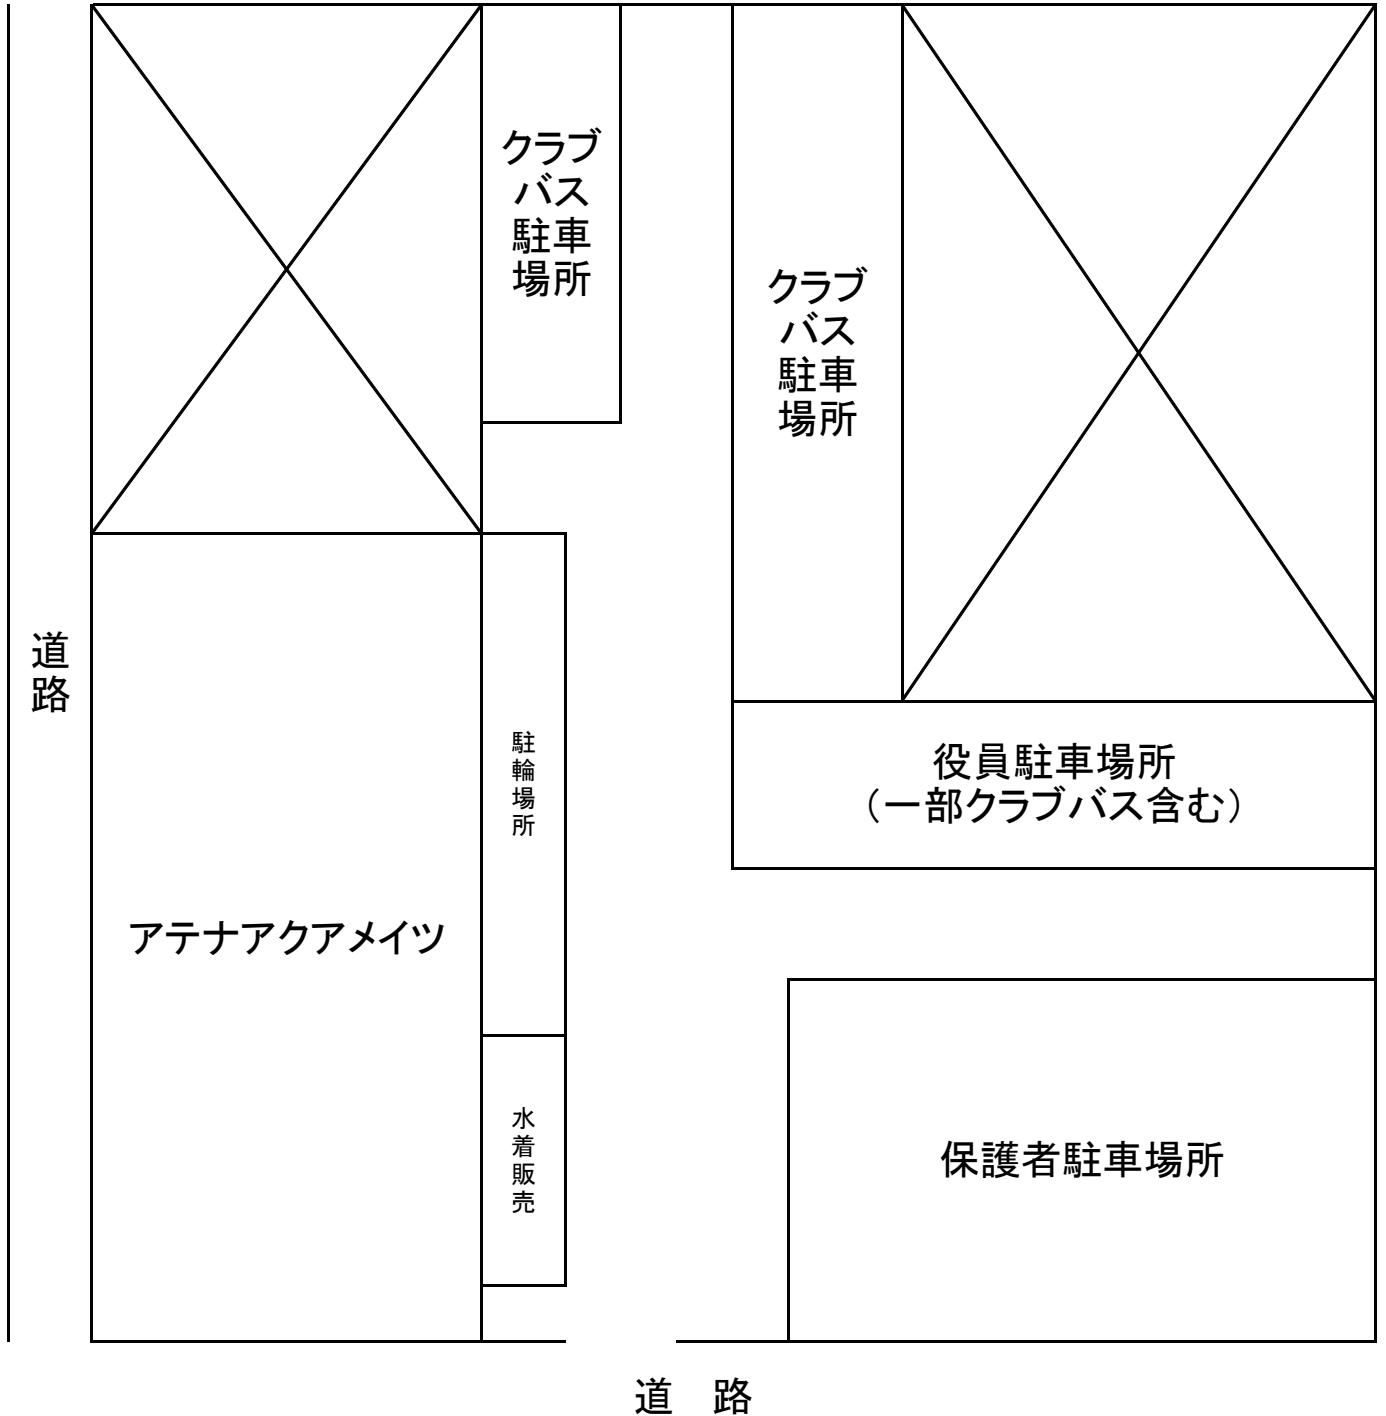 クラブ
バス
駐車
場所
クラブ
バス
駐車
場所
道
路
駐
輪
場
所
役員駐車場所
（一部クラブバス含む）
アテナアクアメイツ
水
着
販
売
保護者駐車場所
道　路